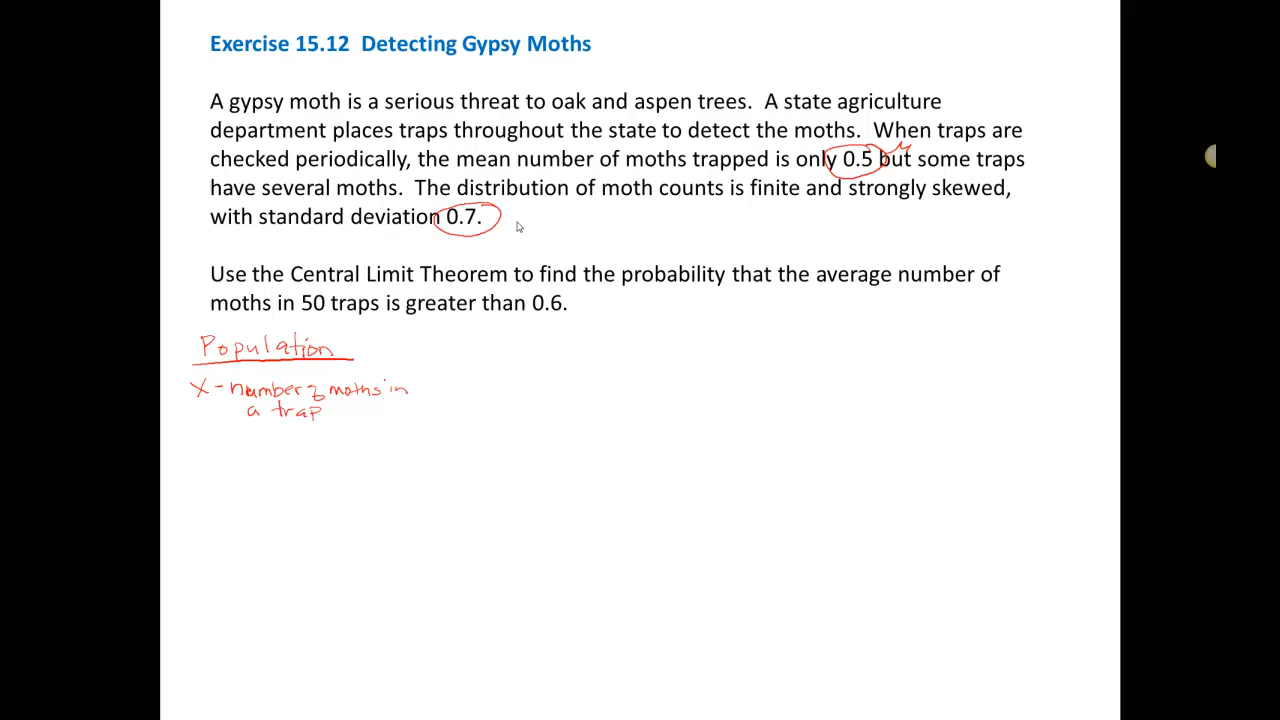 Exercise 15.12 Detecting Gypsy Moths
A gypsy moth is a serious threat to oak and aspen trees. A state agriculture
department places traps throughout the state to detect the moths. When traps are
checked periodically, the mean number of moths trapped is only 0.5 but some traps
have several moths. The distribution of moth counts is finite and strongly skewed,
with standard deviation 0.7.
Use the Central Limit Theorem to find the probability that the average number of
moths in 50 traps is greater than 0.6.
Population
X - number of moths in
a trap